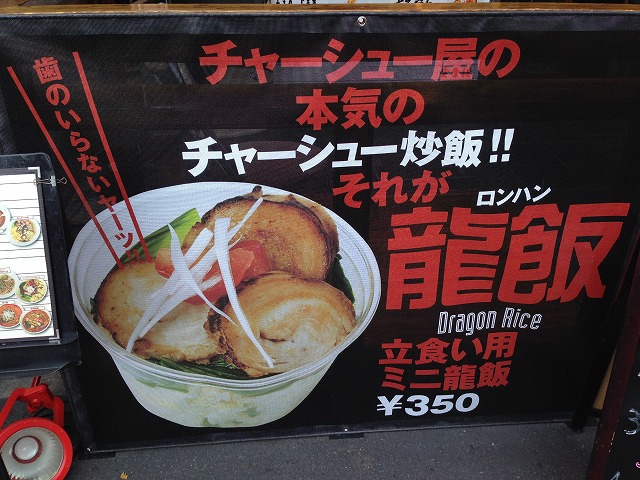 歯のいらないヤーツ!!
チャーシュー屋の
本気の
チャーシュー炒飯!!
それが
ロンハン
龍飯
Dragon Rice
立食い用
ミニ龍飯
¥350